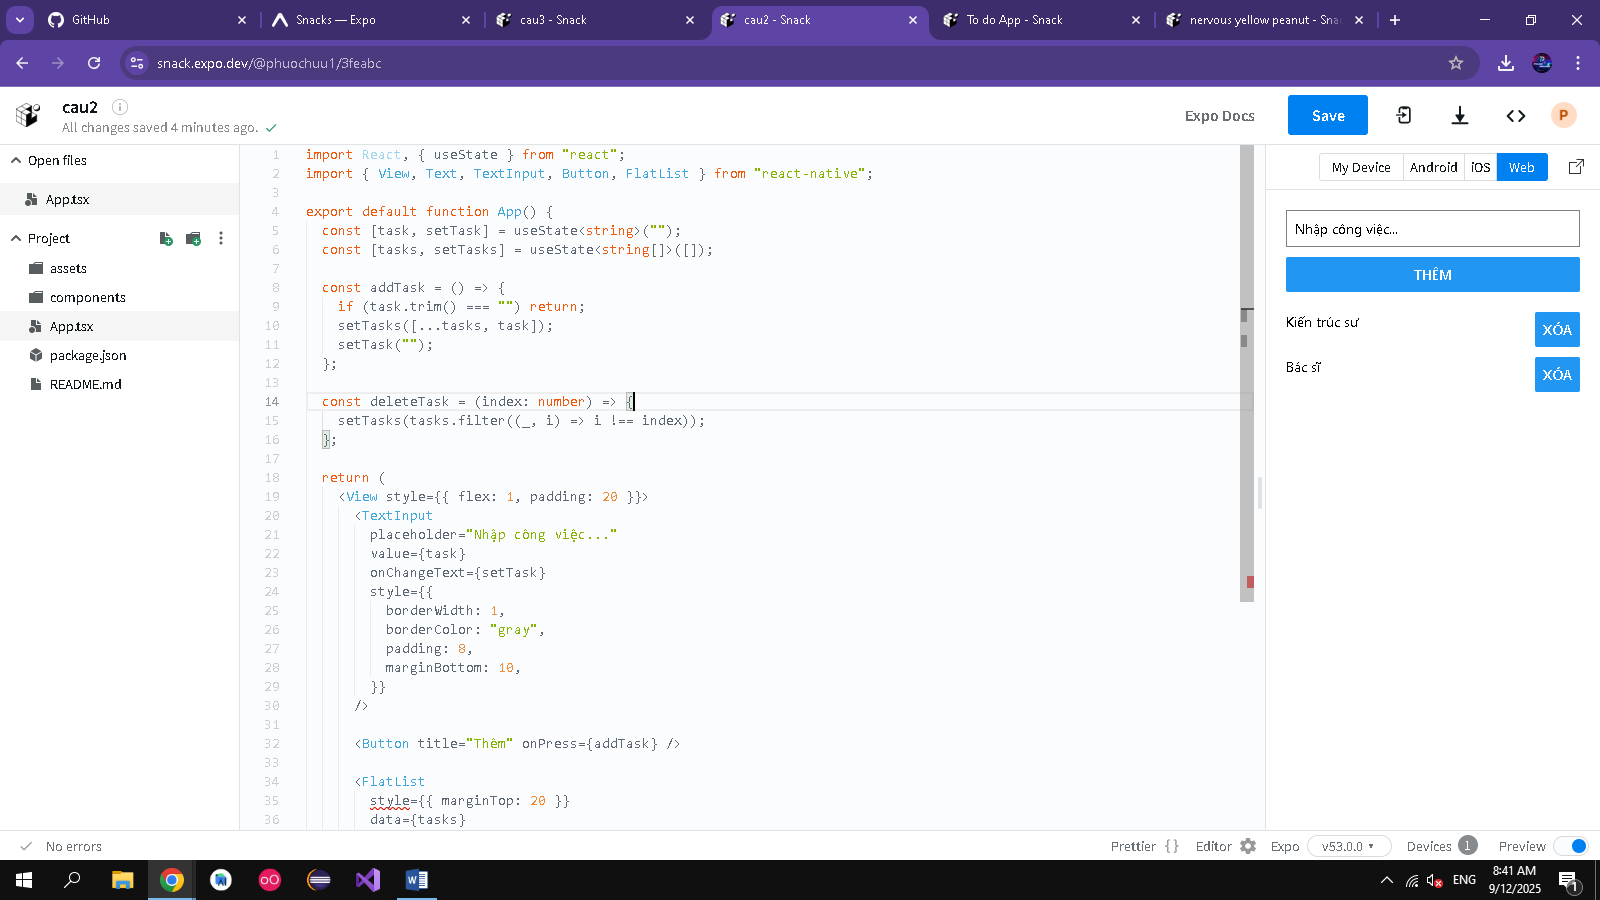 GitHub
Snacks — Expo
cau3 - Snack
cau2 - Snack
To do App - Snack
nervous yellow peanut - Snac
snack.expo.dev/@phuochuu1/3feabc
cau2
All changes saved 4 minutes ago.
Expo Docs
Save
P
Open files
App.tsx
Project
assets
components
App.tsx
package.json
README.md
1 import React, { useState } from "react";
2 import { View, Text, TextInput, Button, FlatList } from "react-native";
3
4 export default function App() {
5 const [task, setTask] = useState<string>("");
6 const [tasks, setTasks] = useState<string[]>([]);
7
8 const addTask = () => {
9 if (task.trim() === "") return;
10 setTasks([...tasks, task]);
11 setTask("");
12 };
13
14 const deleteTask = (index: number) => {
15 setTasks(tasks.filter((_, i) => i !== index));
16 };
17
18 return (
19 <View style={{ flex: 1, padding: 20 }}>
20 <TextInput
21 placeholder="Nhập công việc..."
22 value={task}
23 onChangeText={setTask}
24 style={{
25 borderWidth: 1,
26 borderColor: "gray",
27 padding: 8,
28 marginBottom: 10,
29 }}
30 />
31
32 <Button title="Thêm" onPress={addTask} />
33
34 <FlatList
35 style={{ marginTop: 20 }}
36 data={tasks}
My Device
Android
iOS
Web
Nhập công việc...
THÊM
Kiến trúc sư
XÓA
Bác sĩ
XÓA
No errors
Prettier {}
Editor
Expo
v53.0.0
Devices 1
Preview
ENG
8:41 AM
9/12/2025
1